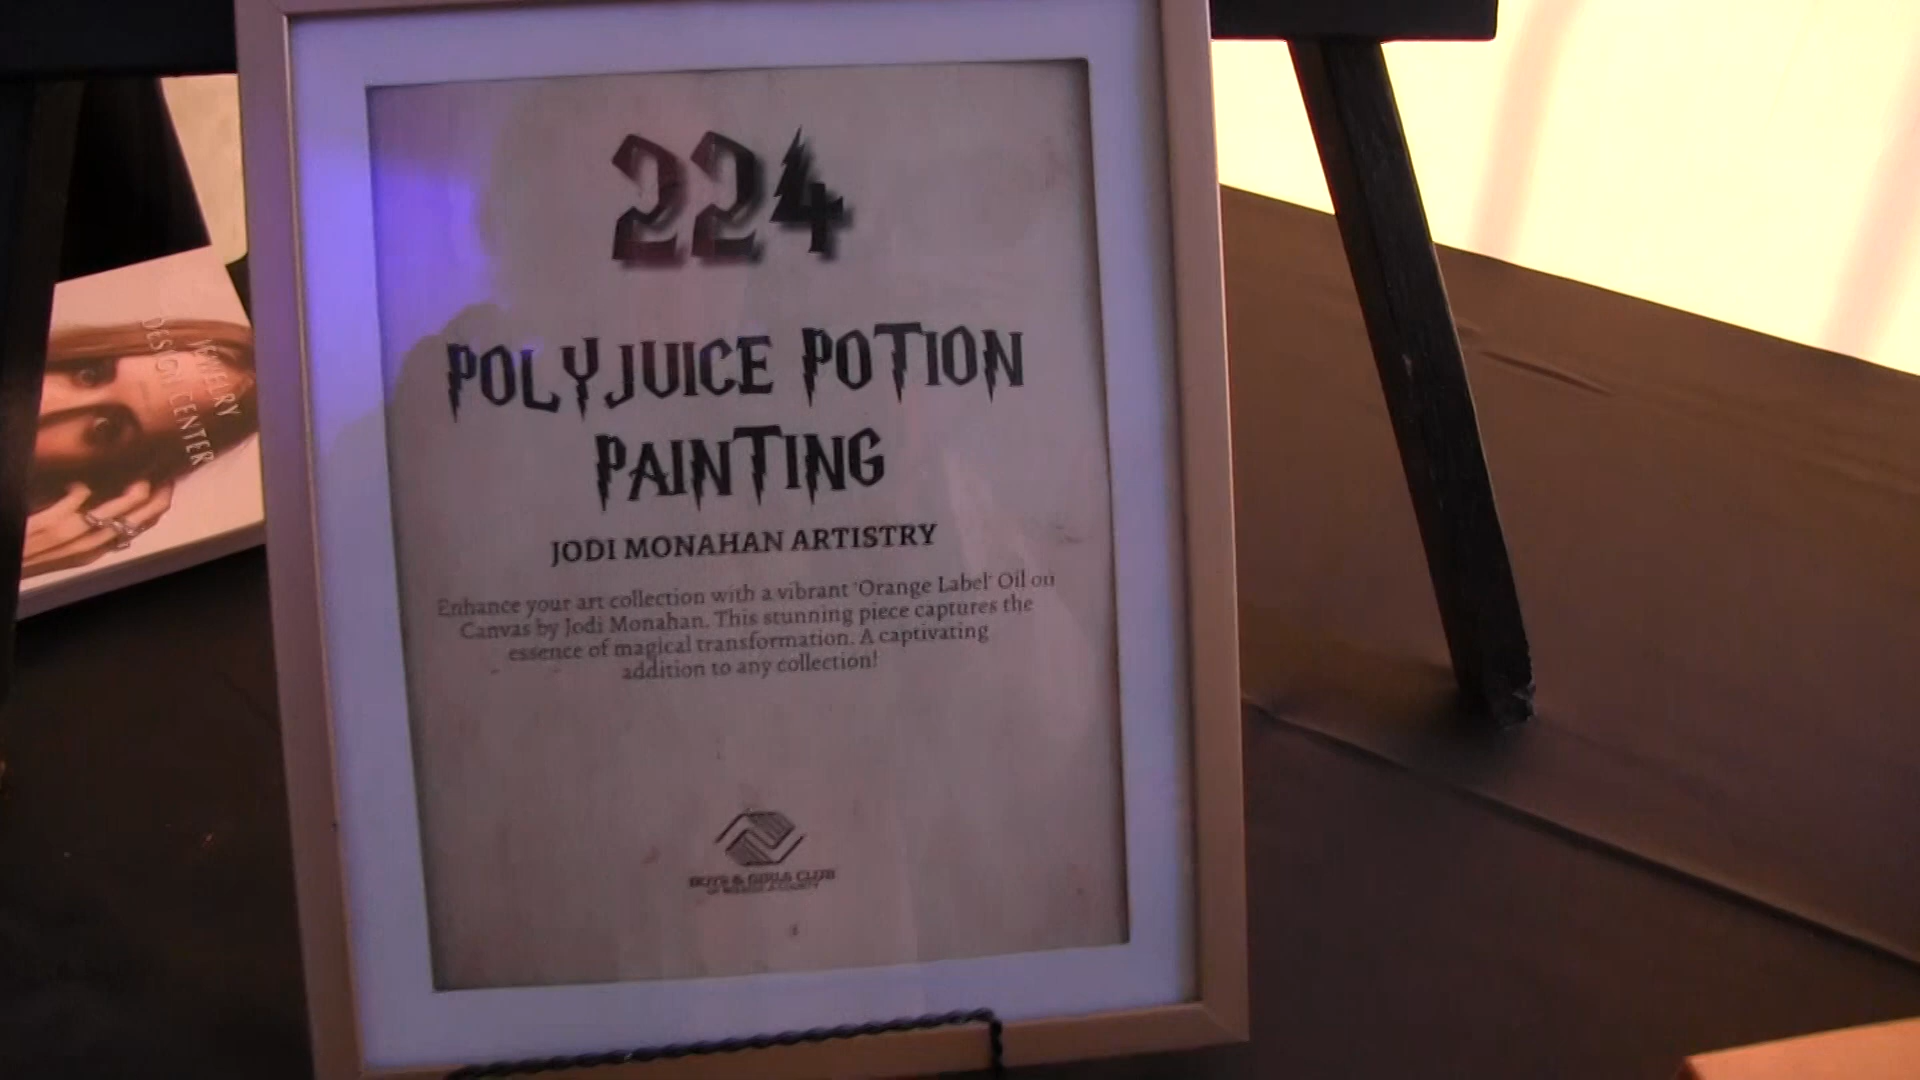 224
POLYJUICE POTION
PAINTING
JODI MONAHAN ARTISTRY
Enhance your art collection with a vibrant 'Orange Label' Oil on
Canvas by Jodi Monahan. This stunning piece captures the
essence of magical transformation. A captivating
addition to any collection!
BOYS & GIRLS CLUB
JEWELRY
DESIGN CENTER